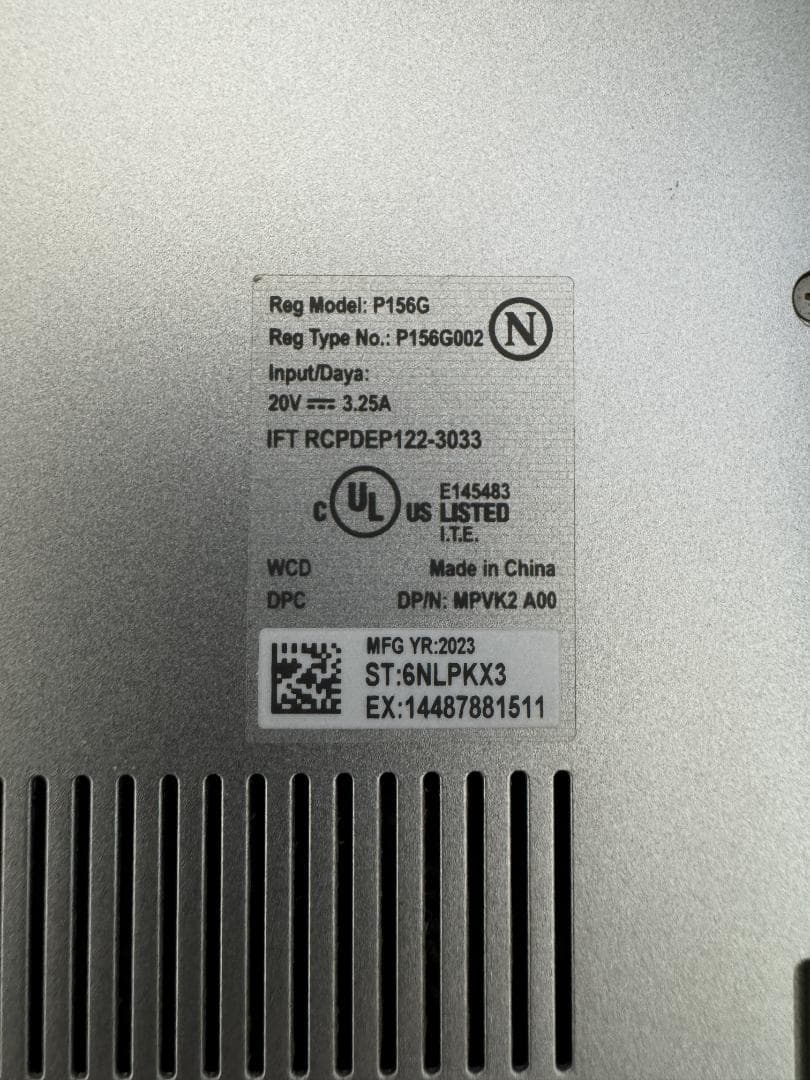 Reg Model: P156G
Reg Type No.: P156G002
N
Input/Daya:
20V ⎓ 3.25A
IFT RCPDEP122-3033
C UL US LISTED
E145483
I.T.E.
WCD Made in China
DPC DP/N: MPVK2 A00
MFG YR:2023
ST:6NLPKX3
EX:14487881511